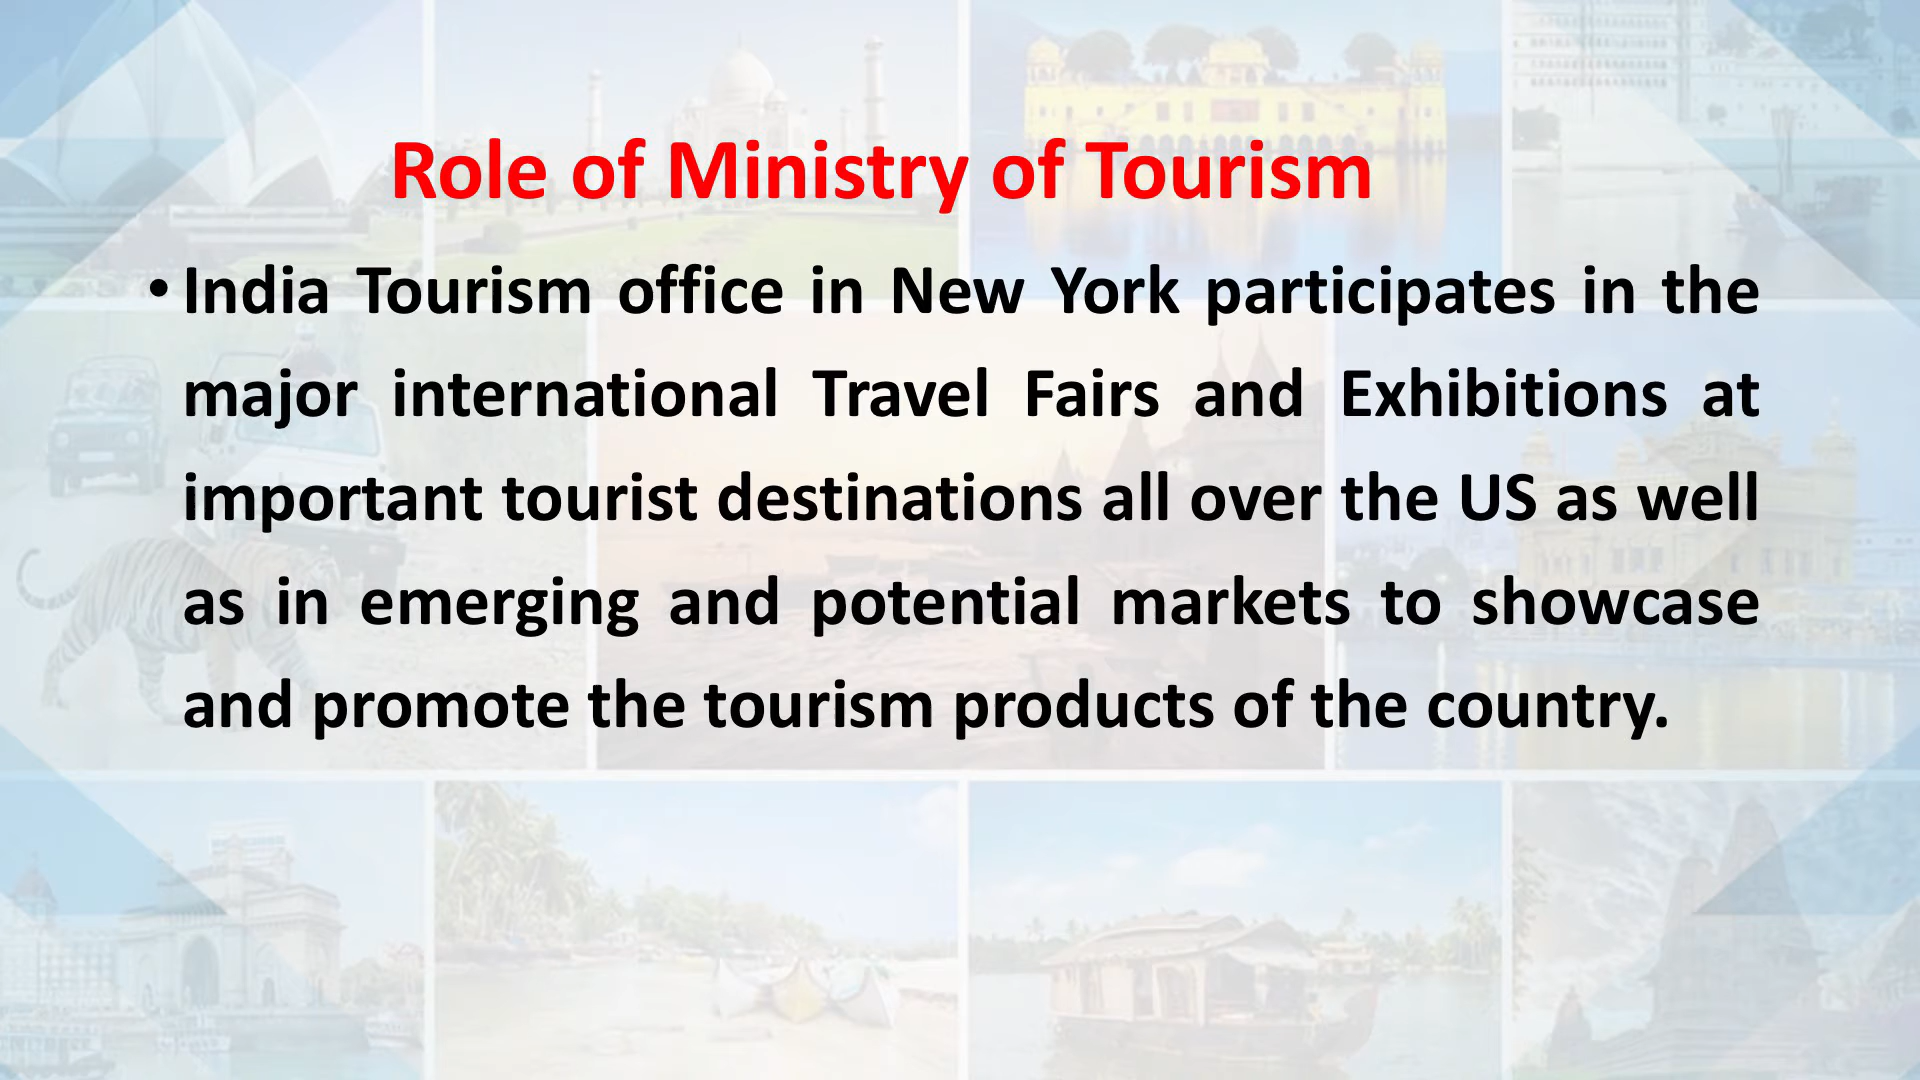 Role of Ministry of Tourism
• India Tourism office in New York participates in the
major international Travel Fairs and Exhibitions at
important tourist destinations all over the US as well
as in emerging and potential markets to showcase
and promote the tourism products of the country.